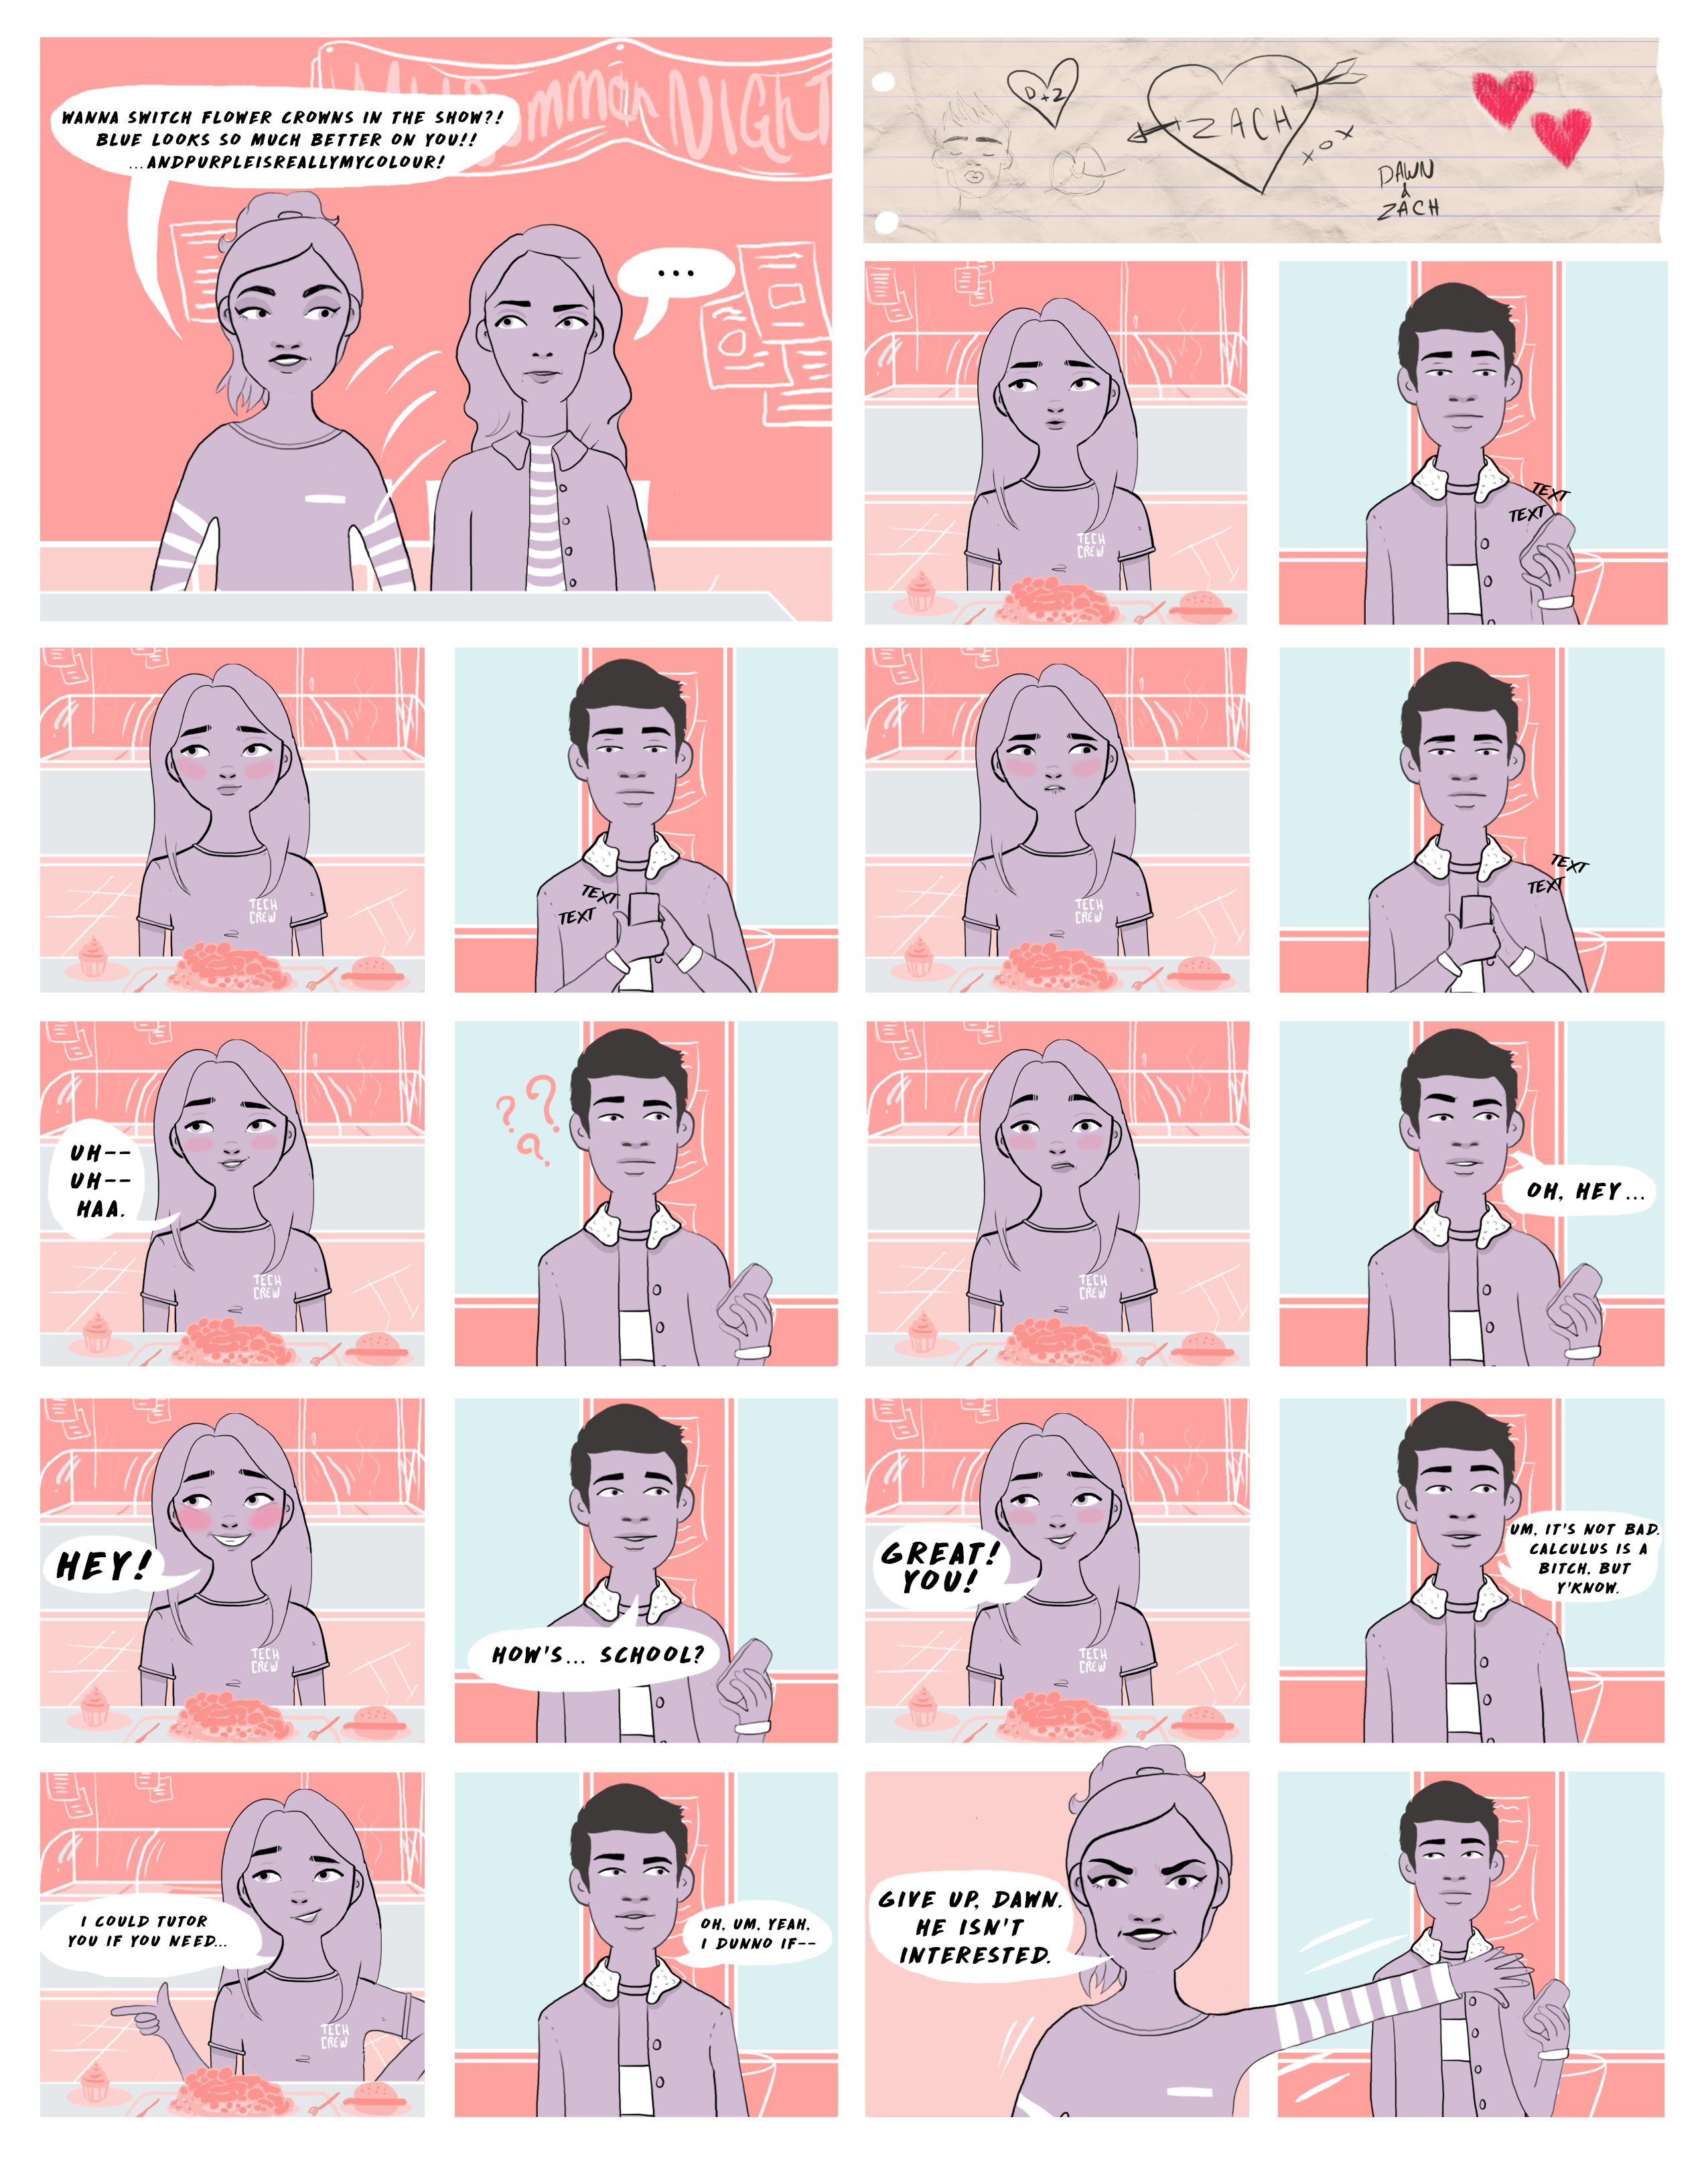 MIDSUMMER NIGHT
WANNA SWITCH FLOWER CROWNS IN THE SHOW?!
BLUE LOOKS SO MUCH BETTER ON YOU!!
...ANDPURPLEISREALLYMYCOLOUR!
...
D+Z
ZACH
XOX
DAWN
&
ZACH
TECH
CREW
TEXT
TEXT
TECH
CREW
TEXT
TEXT
TECH
CREW
TEXT
TEXT
UH--
UH--
HAA.
TECH
CREW
???
TECH
CREW
OH, HEY...
HEY!
TECH
CREW
HOW'S... SCHOOL?
GREAT!
YOU!
TECH
CREW
UM, IT'S NOT BAD.
CALCULUS IS A
BITCH, BUT
Y'KNOW.
I COULD TUTOR
YOU IF YOU NEED...
TECH
CREW
OH, UM, YEAH,
I DUNNO IF--
GIVE UP, DAWN.
HE ISN'T
INTERESTED.